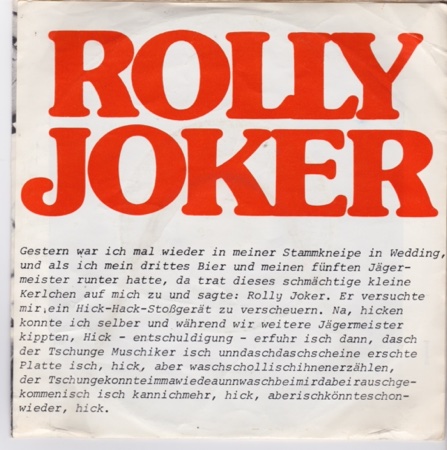 ROLLY
JOKER
Gestern war ich mal wieder in meiner Stammkneipe in Wedding,
und als ich mein drittes Bier und meinen fünften Jäger-
meister runter hatte, da trat dieses schmächtige kleine
Kerlchen auf mich zu und sagte: Rolly Joker. Er versuchte
mir ein Hick-Hack-Stoßgerät zu verscheuern. Na, hicken
konnte ich selber und während wir weitere Jägermeister
kippten, Hick - entschuldigung - erfuhr isch dann, dasch
der Tschunge Muschiker isch unndaschdaschscheine erschte
Platte isch, hick, aber waschschollischihnenerzählen,
der Tschungekonnteimmawiedeaunnwaschbeimirdabeirauschge-
kommenisch isch kannichmehr, hick, aberischkönnteschon-
wieder, hick.